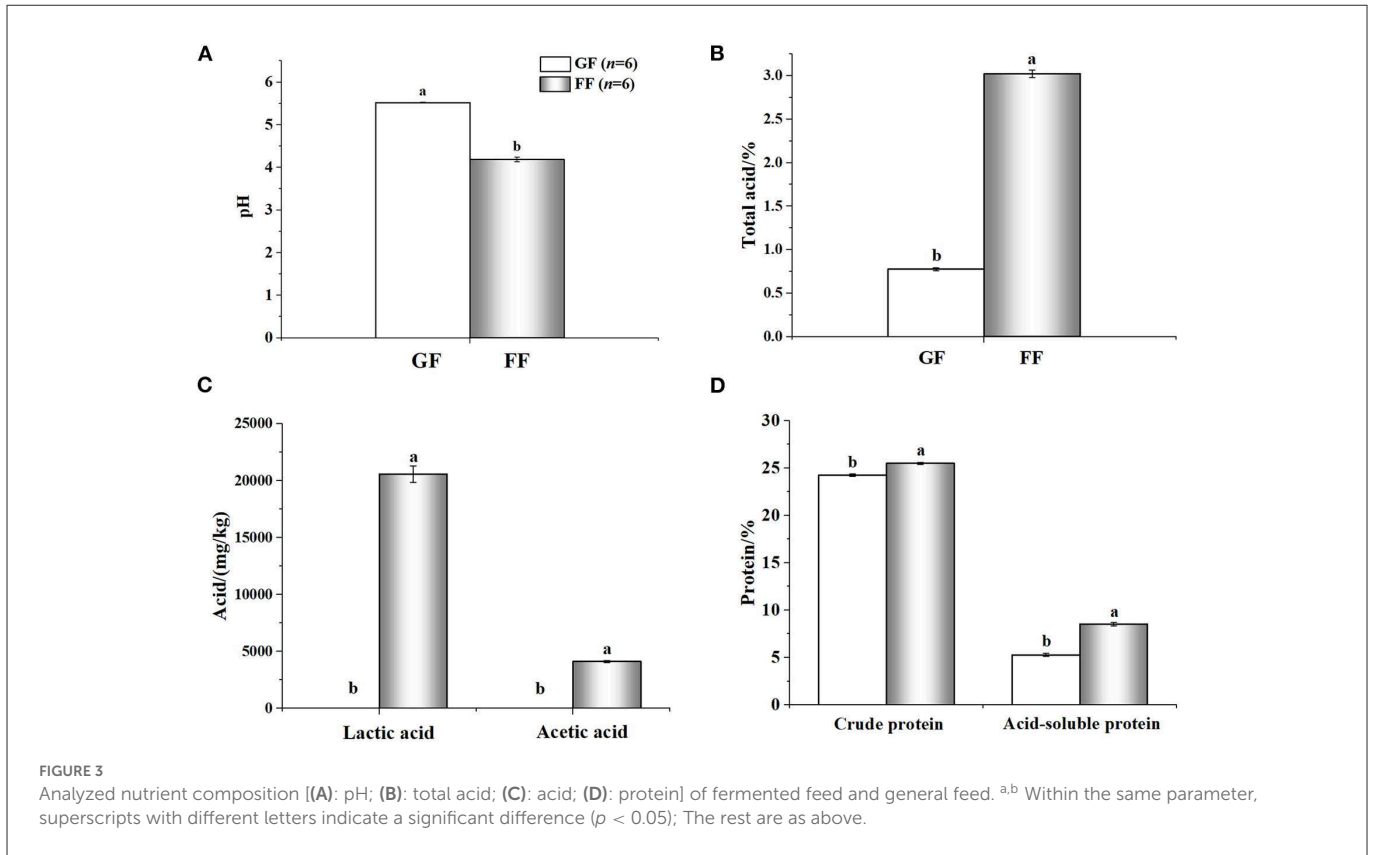 A
GF (n=6)
FF (n=6)
6
5
4
3
2
1
0
pH
a
b
GF FF
B
3.0
2.5
2.0
1.5
1.0
0.5
0.0
Total acid/%
b
a
GF FF
C
25000
20000
15000
10000
5000
0
Acid/(mg/kg)
b a b a
Lactic acid Acetic acid
D
30
25
20
15
10
5
0
Protein/%
b a b a
Crude protein Acid-soluble protein
FIGURE 3
Analyzed nutrient composition [(A): pH; (B): total acid; (C): acid; (D): protein] of fermented feed and general feed. a,b Within the same parameter,
superscripts with different letters indicate a significant difference (p < 0.05); The rest are as above.